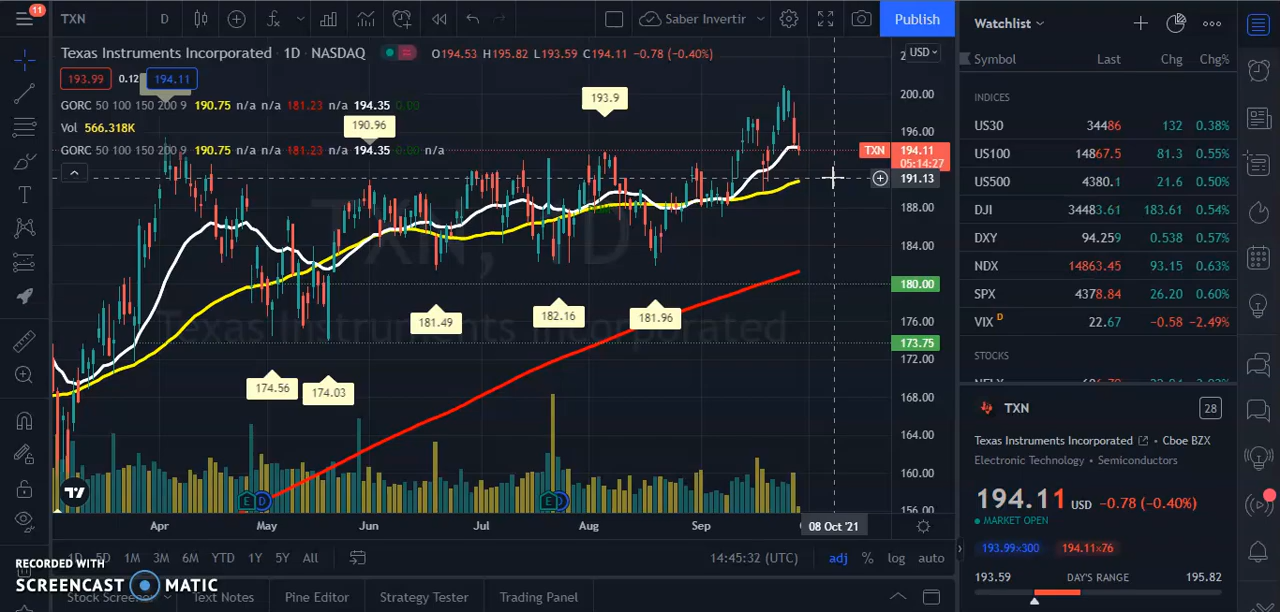 11
TXN
D
Saber Invertir
Publish
Texas Instruments Incorporated · 1D · NASDAQ
O194.53 H195.82 L193.59 C194.11 −0.78 (−0.40%)
USD
193.99 0.12 194.11
GORC 50 100 150 200 9 190.75 n/a n/a 181.23 n/a 194.35 0.00
Vol 566.318K
GORC 50 100 150 200 9 190.75 n/a n/a 181.23 n/a 194.35 0.00 n/a
190.96
193.9
181.49
182.16
181.96
174.56
174.03
TXN, 1D
Texas Instruments Incorporated
200.00
196.00
TXN 194.11
05:14:27
191.13
188.00
184.00
180.00
176.00
173.75
172.00
168.00
164.00
160.00
156.00
E D
E D
Apr May Jun Jul Aug Sep 08 Oct '21
1D 5D 1M 3M 6M YTD 1Y 5Y All
14:45:32 (UTC)
adj % log auto
Stock Screener Text Notes Pine Editor Strategy Tester Trading Panel
RECORDED WITH
SCREENCAST MATIC
Watchlist
Symbol Last Chg Chg%
INDICES
US30 34486 132 0.38%
US100 14867.5 81.3 0.55%
US500 4380.1 21.6 0.50%
DJI 34483.61 183.61 0.54%
DXY 94.259 0.538 0.57%
NDX 14863.45 93.15 0.63%
SPX 4378.84 26.20 0.60%
VIX D 22.67 −0.58 −2.49%
STOCKS
TXN
28
Texas Instruments Incorporated · Cboe BZX
Electronic Technology · Semiconductors
194.11 USD −0.78 (−0.40%)
MARKET OPEN
193.99×300 194.11×76
193.59 DAY'S RANGE 195.82